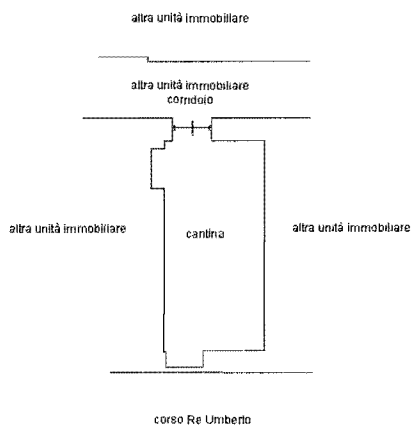 altra unità immobiliare
altra unità immobiliare
corridoio
altra unità immobiliare
cantina
altra unità immobiliare
corso Re Umberto